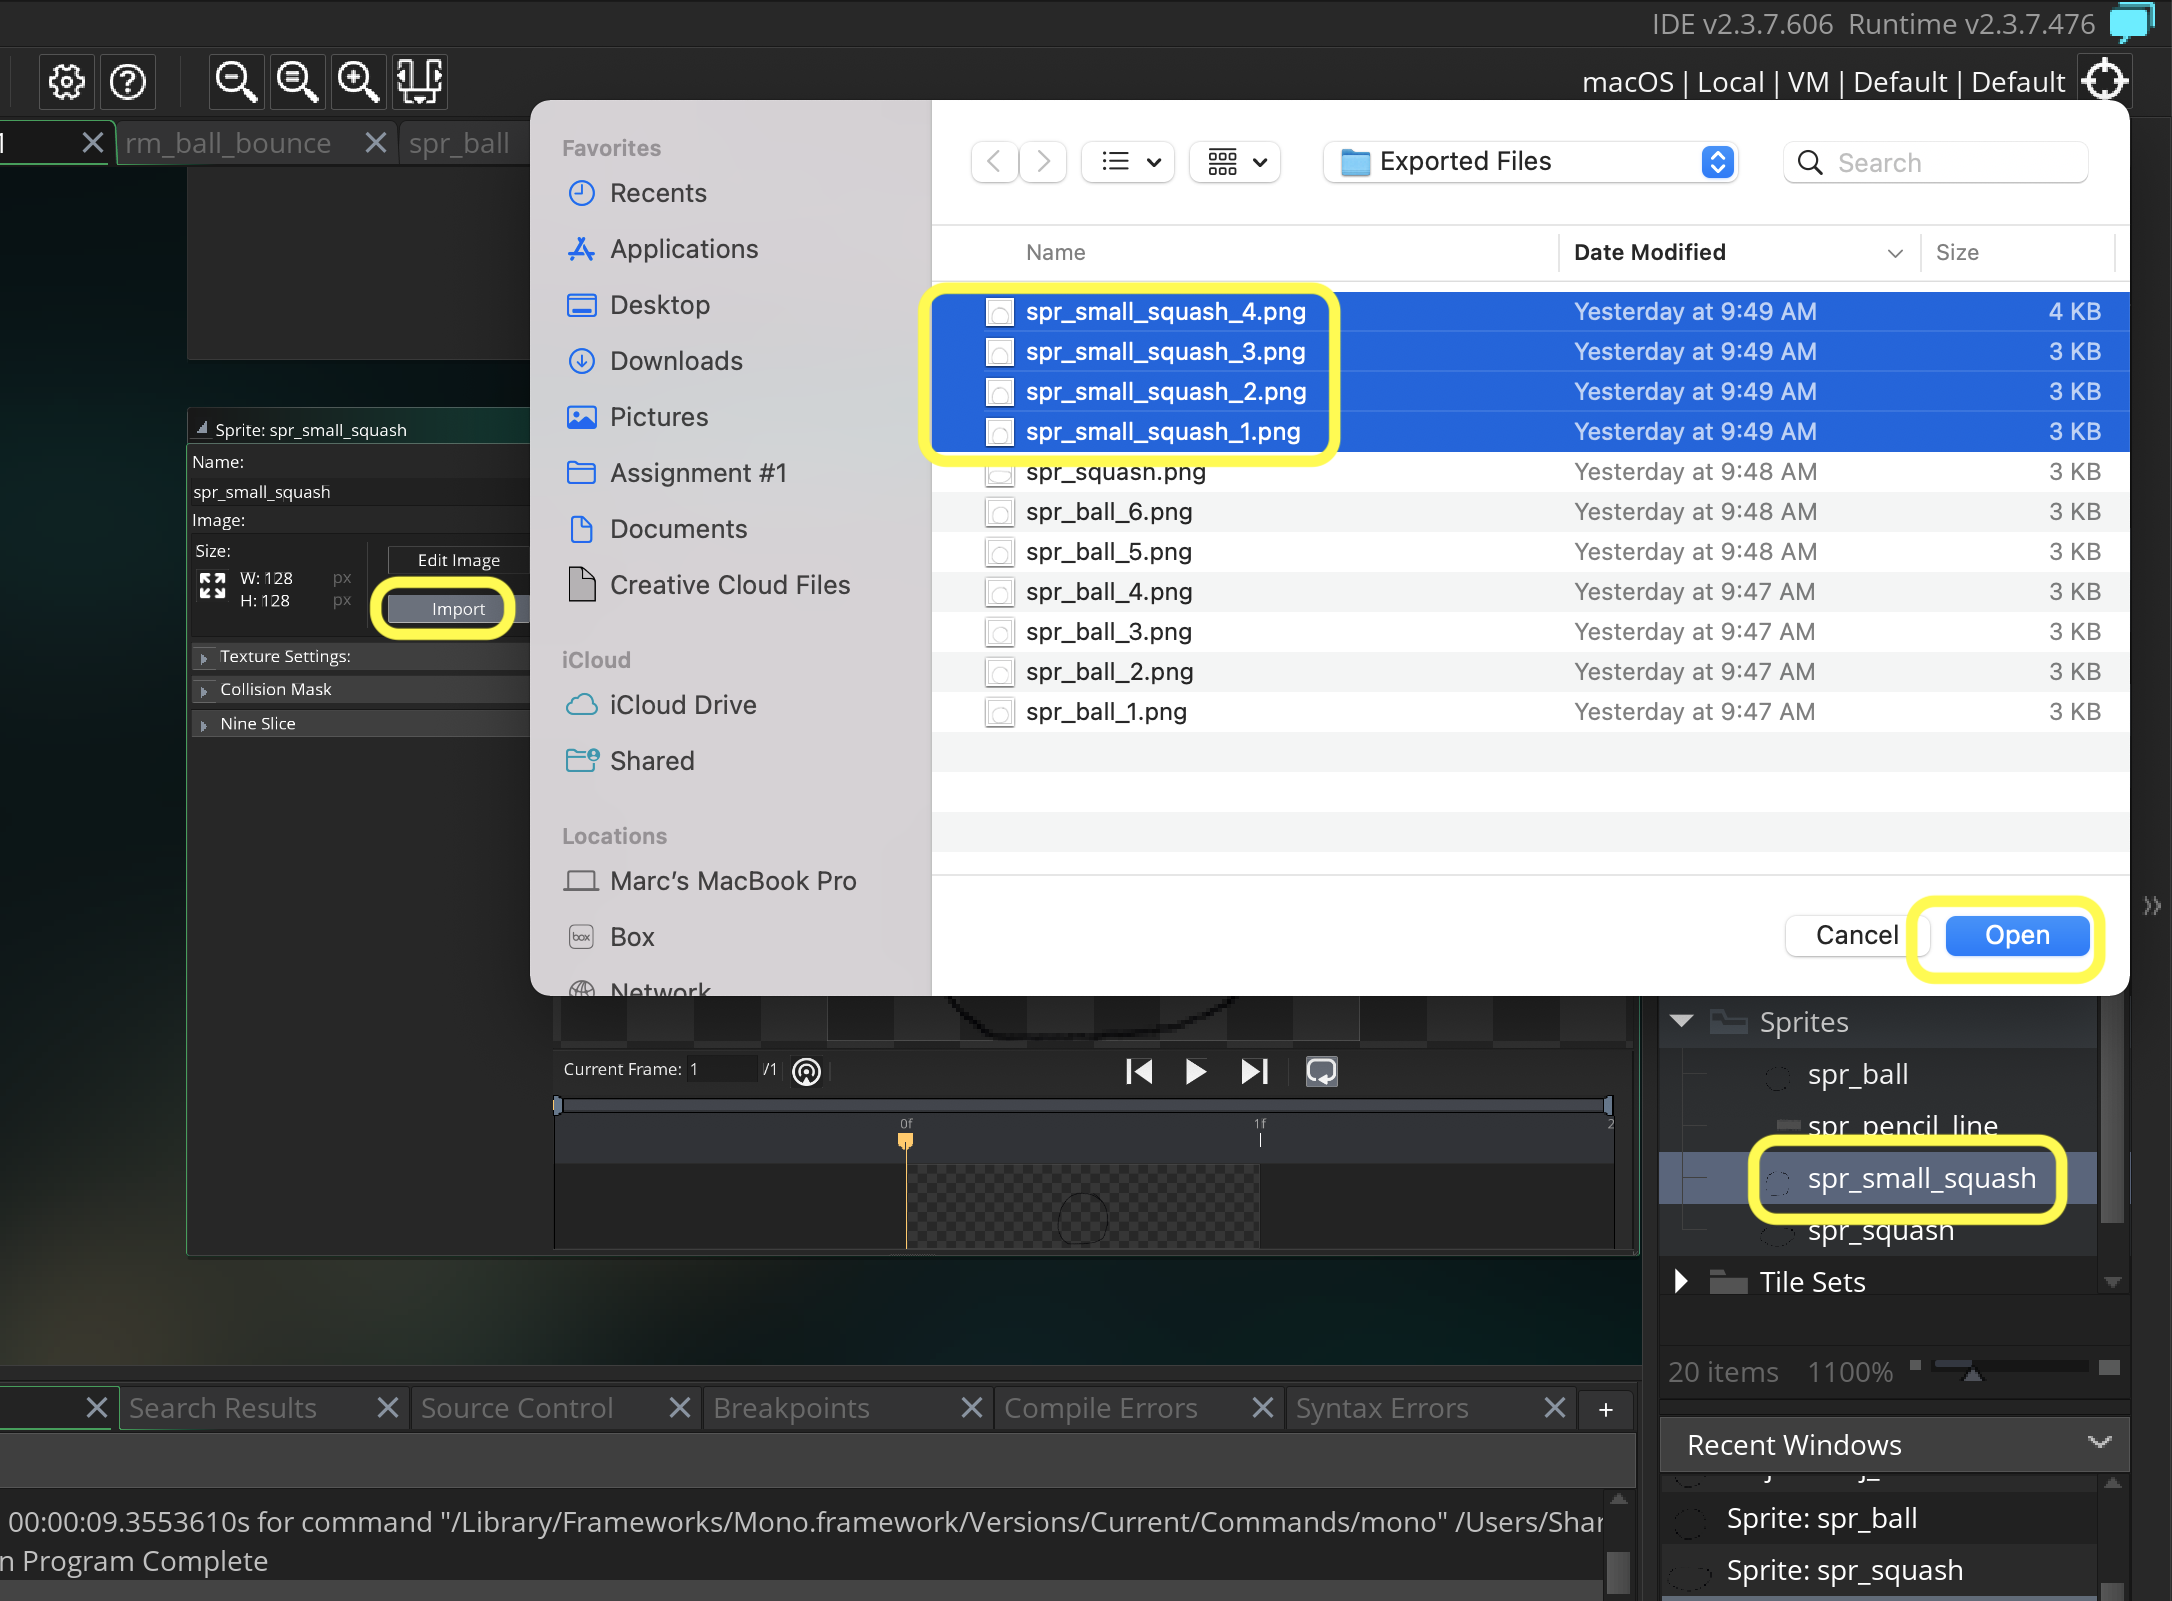 IDE v2.3.7.606 Runtime v2.3.7.476
macOS | Local | VM | Default | Default
rm_ball_bounce
spr_ball
Favorites
Recents
Applications
Desktop
Downloads
Pictures
Assignment #1
Documents
Creative Cloud Files
iCloud
iCloud Drive
Shared
Locations
Marc’s MacBook Pro
Box
Network
Exported Files
Search
Name Date Modified Size
spr_small_squash_4.png Yesterday at 9:49 AM 4 KB
spr_small_squash_3.png Yesterday at 9:49 AM 3 KB
spr_small_squash_2.png Yesterday at 9:49 AM 3 KB
spr_small_squash_1.png Yesterday at 9:49 AM 3 KB
spr_squash.png Yesterday at 9:48 AM 3 KB
spr_ball_6.png Yesterday at 9:48 AM 3 KB
spr_ball_5.png Yesterday at 9:48 AM 3 KB
spr_ball_4.png Yesterday at 9:47 AM 3 KB
spr_ball_3.png Yesterday at 9:47 AM 3 KB
spr_ball_2.png Yesterday at 9:47 AM 3 KB
spr_ball_1.png Yesterday at 9:47 AM 3 KB
Cancel Open
Sprite: spr_small_squash
Name:
spr_small_squash
Image:
Size:
W: 128 px
H: 128 px
Edit Image
Import
Texture Settings:
Collision Mask
Nine Slice
Current Frame: 1 /1
0f 1f 2
Sprites
spr_ball
spr_pencil_line
spr_small_squash
spr_squash
Tile Sets
20 items 1100%
Search Results Source Control Breakpoints Compile Errors Syntax Errors +
00:00:09.3553610s for command "/Library/Frameworks/Mono.framework/Versions/Current/Commands/mono" /Users/Shar
n Program Complete
Recent Windows
Sprite: spr_ball
Sprite: spr_squash